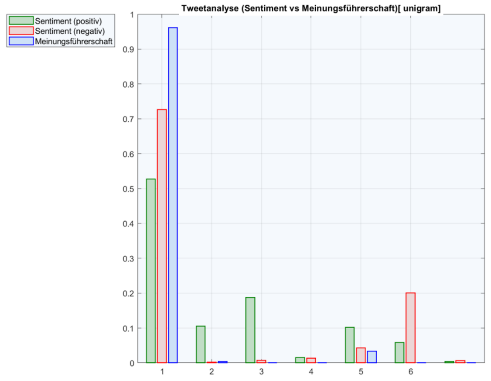 Tweetanalyse (Sentiment vs Meinungsführerschaft)[ unigram]
Sentiment (positiv)
Sentiment (negativ)
Meinungsführerschaft
1
0.9
0.8
0.7
0.6
0.5
0.4
0.3
0.2
0.1
0
1 2 3 4 5 6